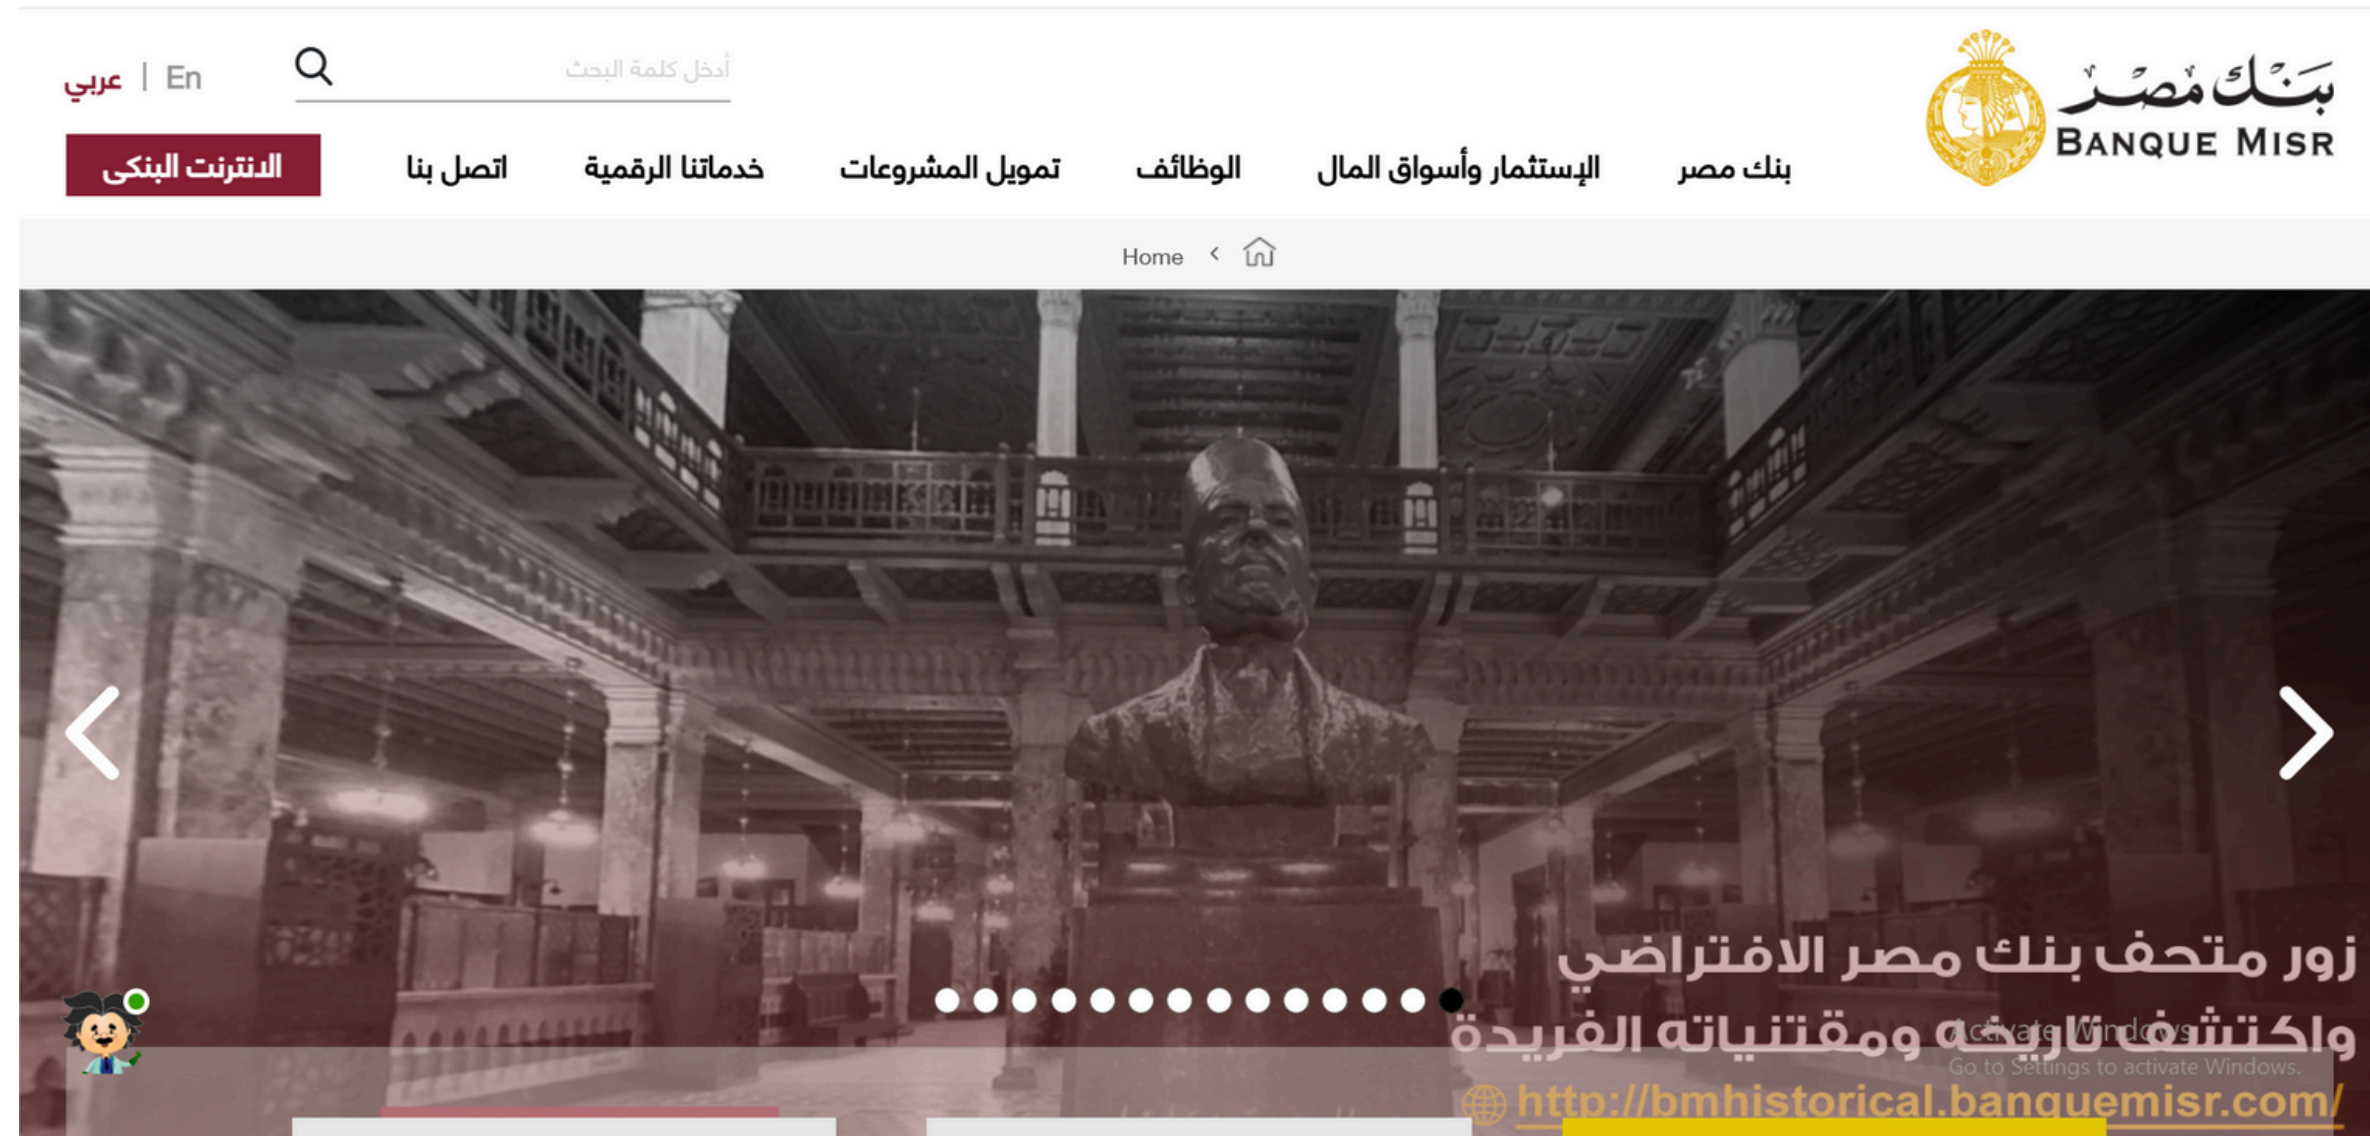 بنك مصر
BANQUE MISR
أدخل كلمة البحث
En | عربي
بنك مصر
الإستثمار وأسواق المال
الوظائف
تمويل المشروعات
خدماتنا الرقمية
اتصل بنا
الانترنت البنكى
Home
زور متحف بنك مصر الافتراضي
واكتشف تاريخه ومقتنياته الفريدة
Activate Windows
Go to Settings to activate Windows.
http://bmhistorical.banquemisr.com/